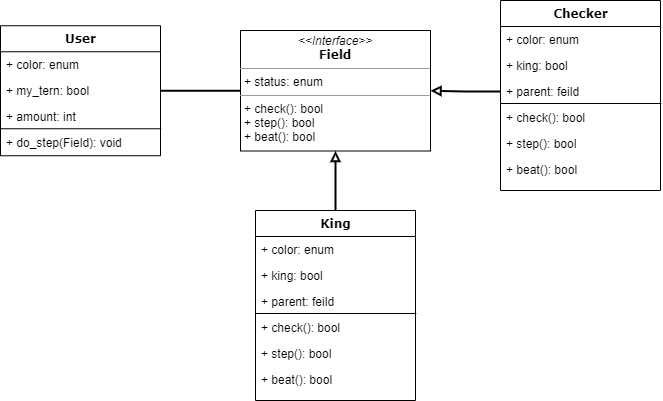 User
+ color: enum
+ my_tern: bool
+ amount: int
+ do_step(Field): void
<<Interface>>
Field
+ status: enum
+ check(): bool
+ step(): bool
+ beat(): bool
Checker
+ color: enum
+ king: bool
+ parent: feild
+ check(): bool
+ step(): bool
+ beat(): bool
King
+ color: enum
+ king: bool
+ parent: feild
+ check(): bool
+ step(): bool
+ beat(): bool